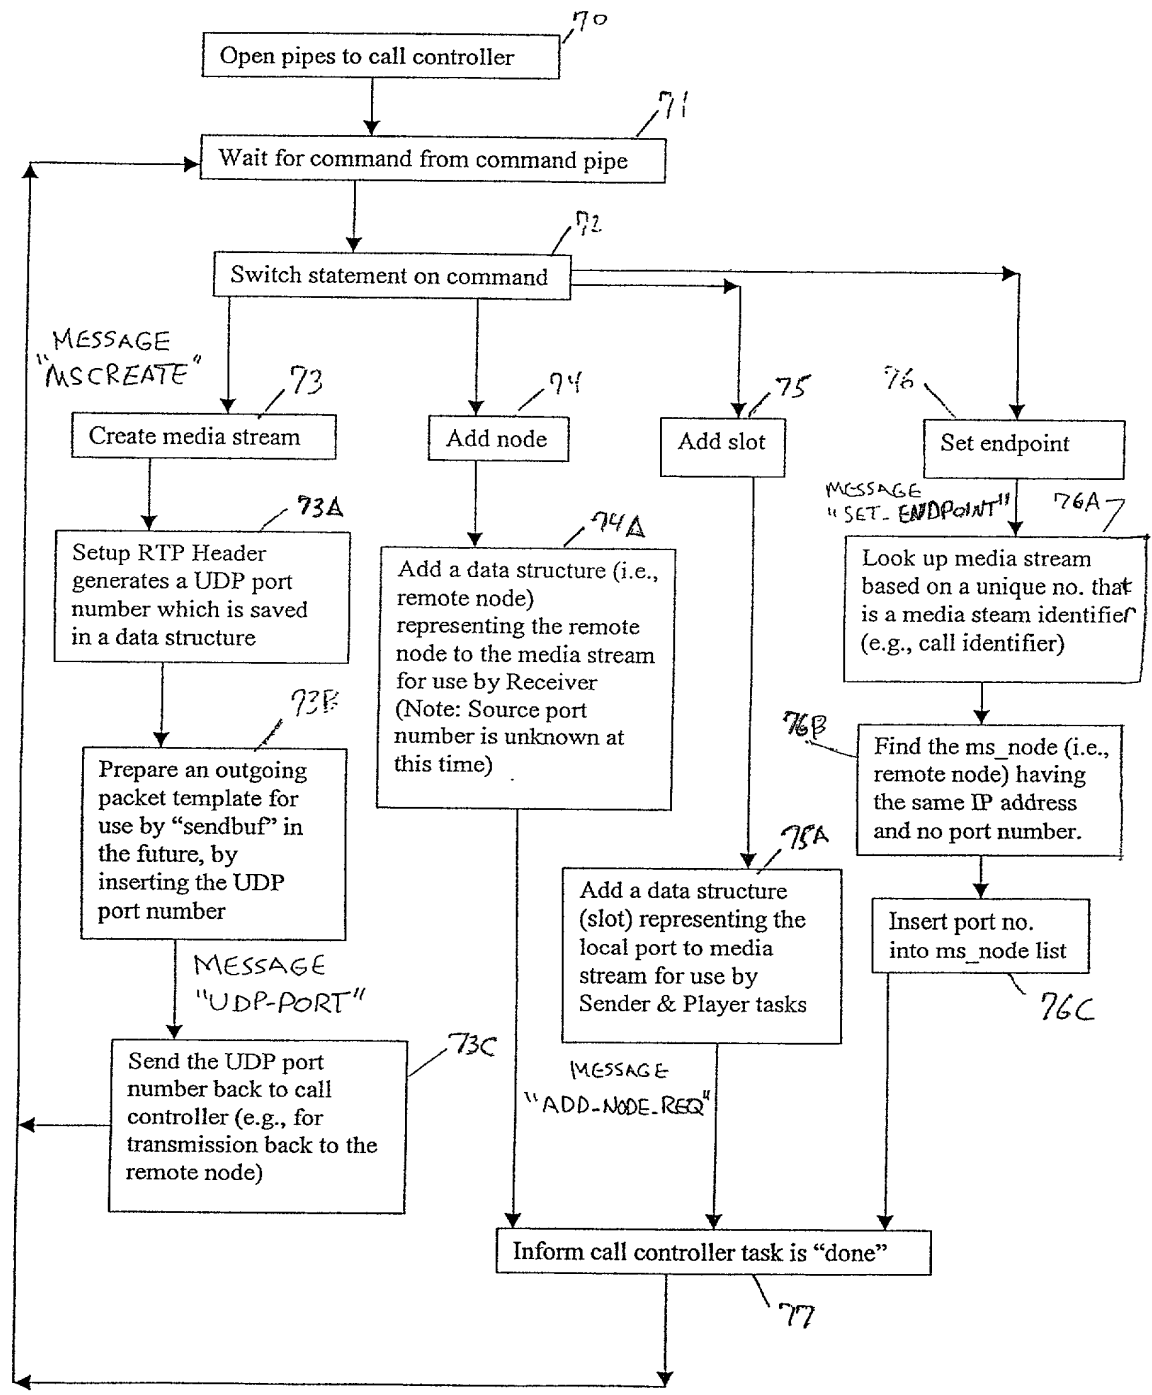 70
Open pipes to call controller
71
Wait for command from command pipe
72
Switch statement on command
MESSAGE
"MSCREATE"
73
Create media stream
74
Add node
75
Add slot
76
Set endpoint
73A
Setup RTP Header
generates a UDP port
number which is saved
in a data structure
74A
Add a data structure (i.e.,
remote node)
representing the remote
node to the media stream
for use by Receiver
(Note: Source port
number is unknown at
this time)
MESSAGE
"SET_ENDPOINT"
76A
Look up media stream
based on a unique no. that
is a media steam identifier
(e.g., call identifier)
73B
Prepare an outgoing
packet template for
use by “sendbuf” in
the future, by
inserting the UDP
port number
76B
Find the ms_node (i.e.,
remote node) having
the same IP address
and no port number.
75A
Add a data structure
(slot) representing the
local port to media
stream for use by
Sender & Player tasks
Insert port no.
into ms_node list
76C
MESSAGE
"UDP-PORT"
73C
Send the UDP port
number back to call
controller (e.g., for
transmission back to the
remote node)
MESSAGE
"ADD_NODE_REQ"
Inform call controller task is “done”
77